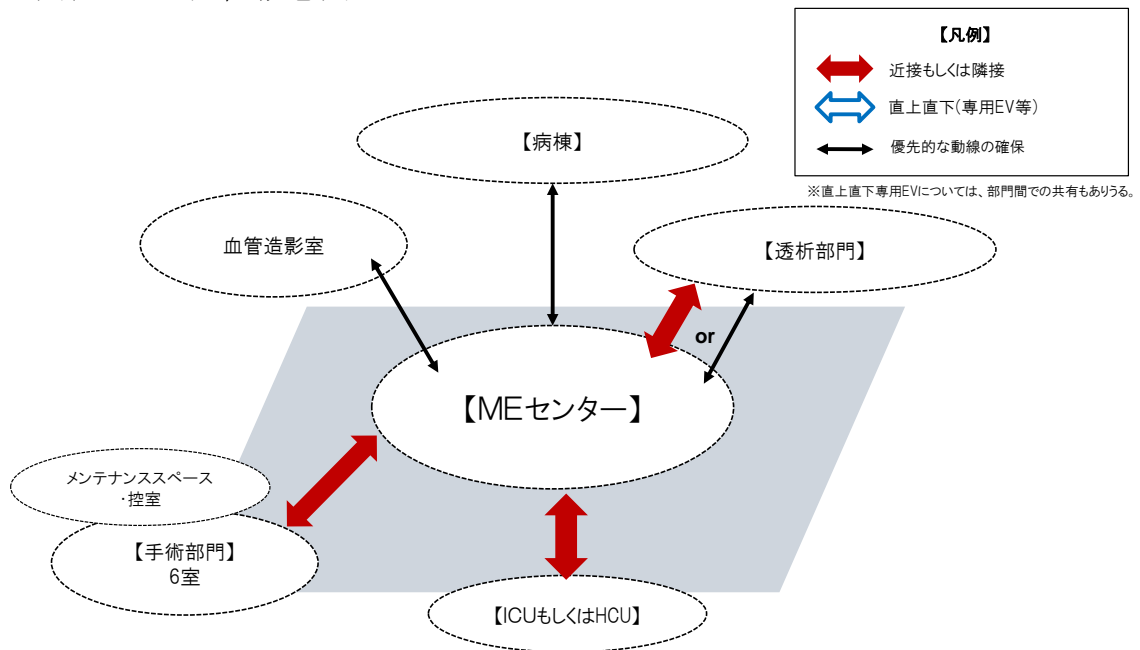 【凡例】
近接もしくは隣接
直上直下(専用EV等)
優先的な動線の確保
※直上直下専用EVについては、部門間での共有もありうる。
【病棟】
血管造影室
【透析部門】
or
【MEセンター】
メンテナンススペース
・控室
【手術部門】
6室
【ICUもしくはHCU】